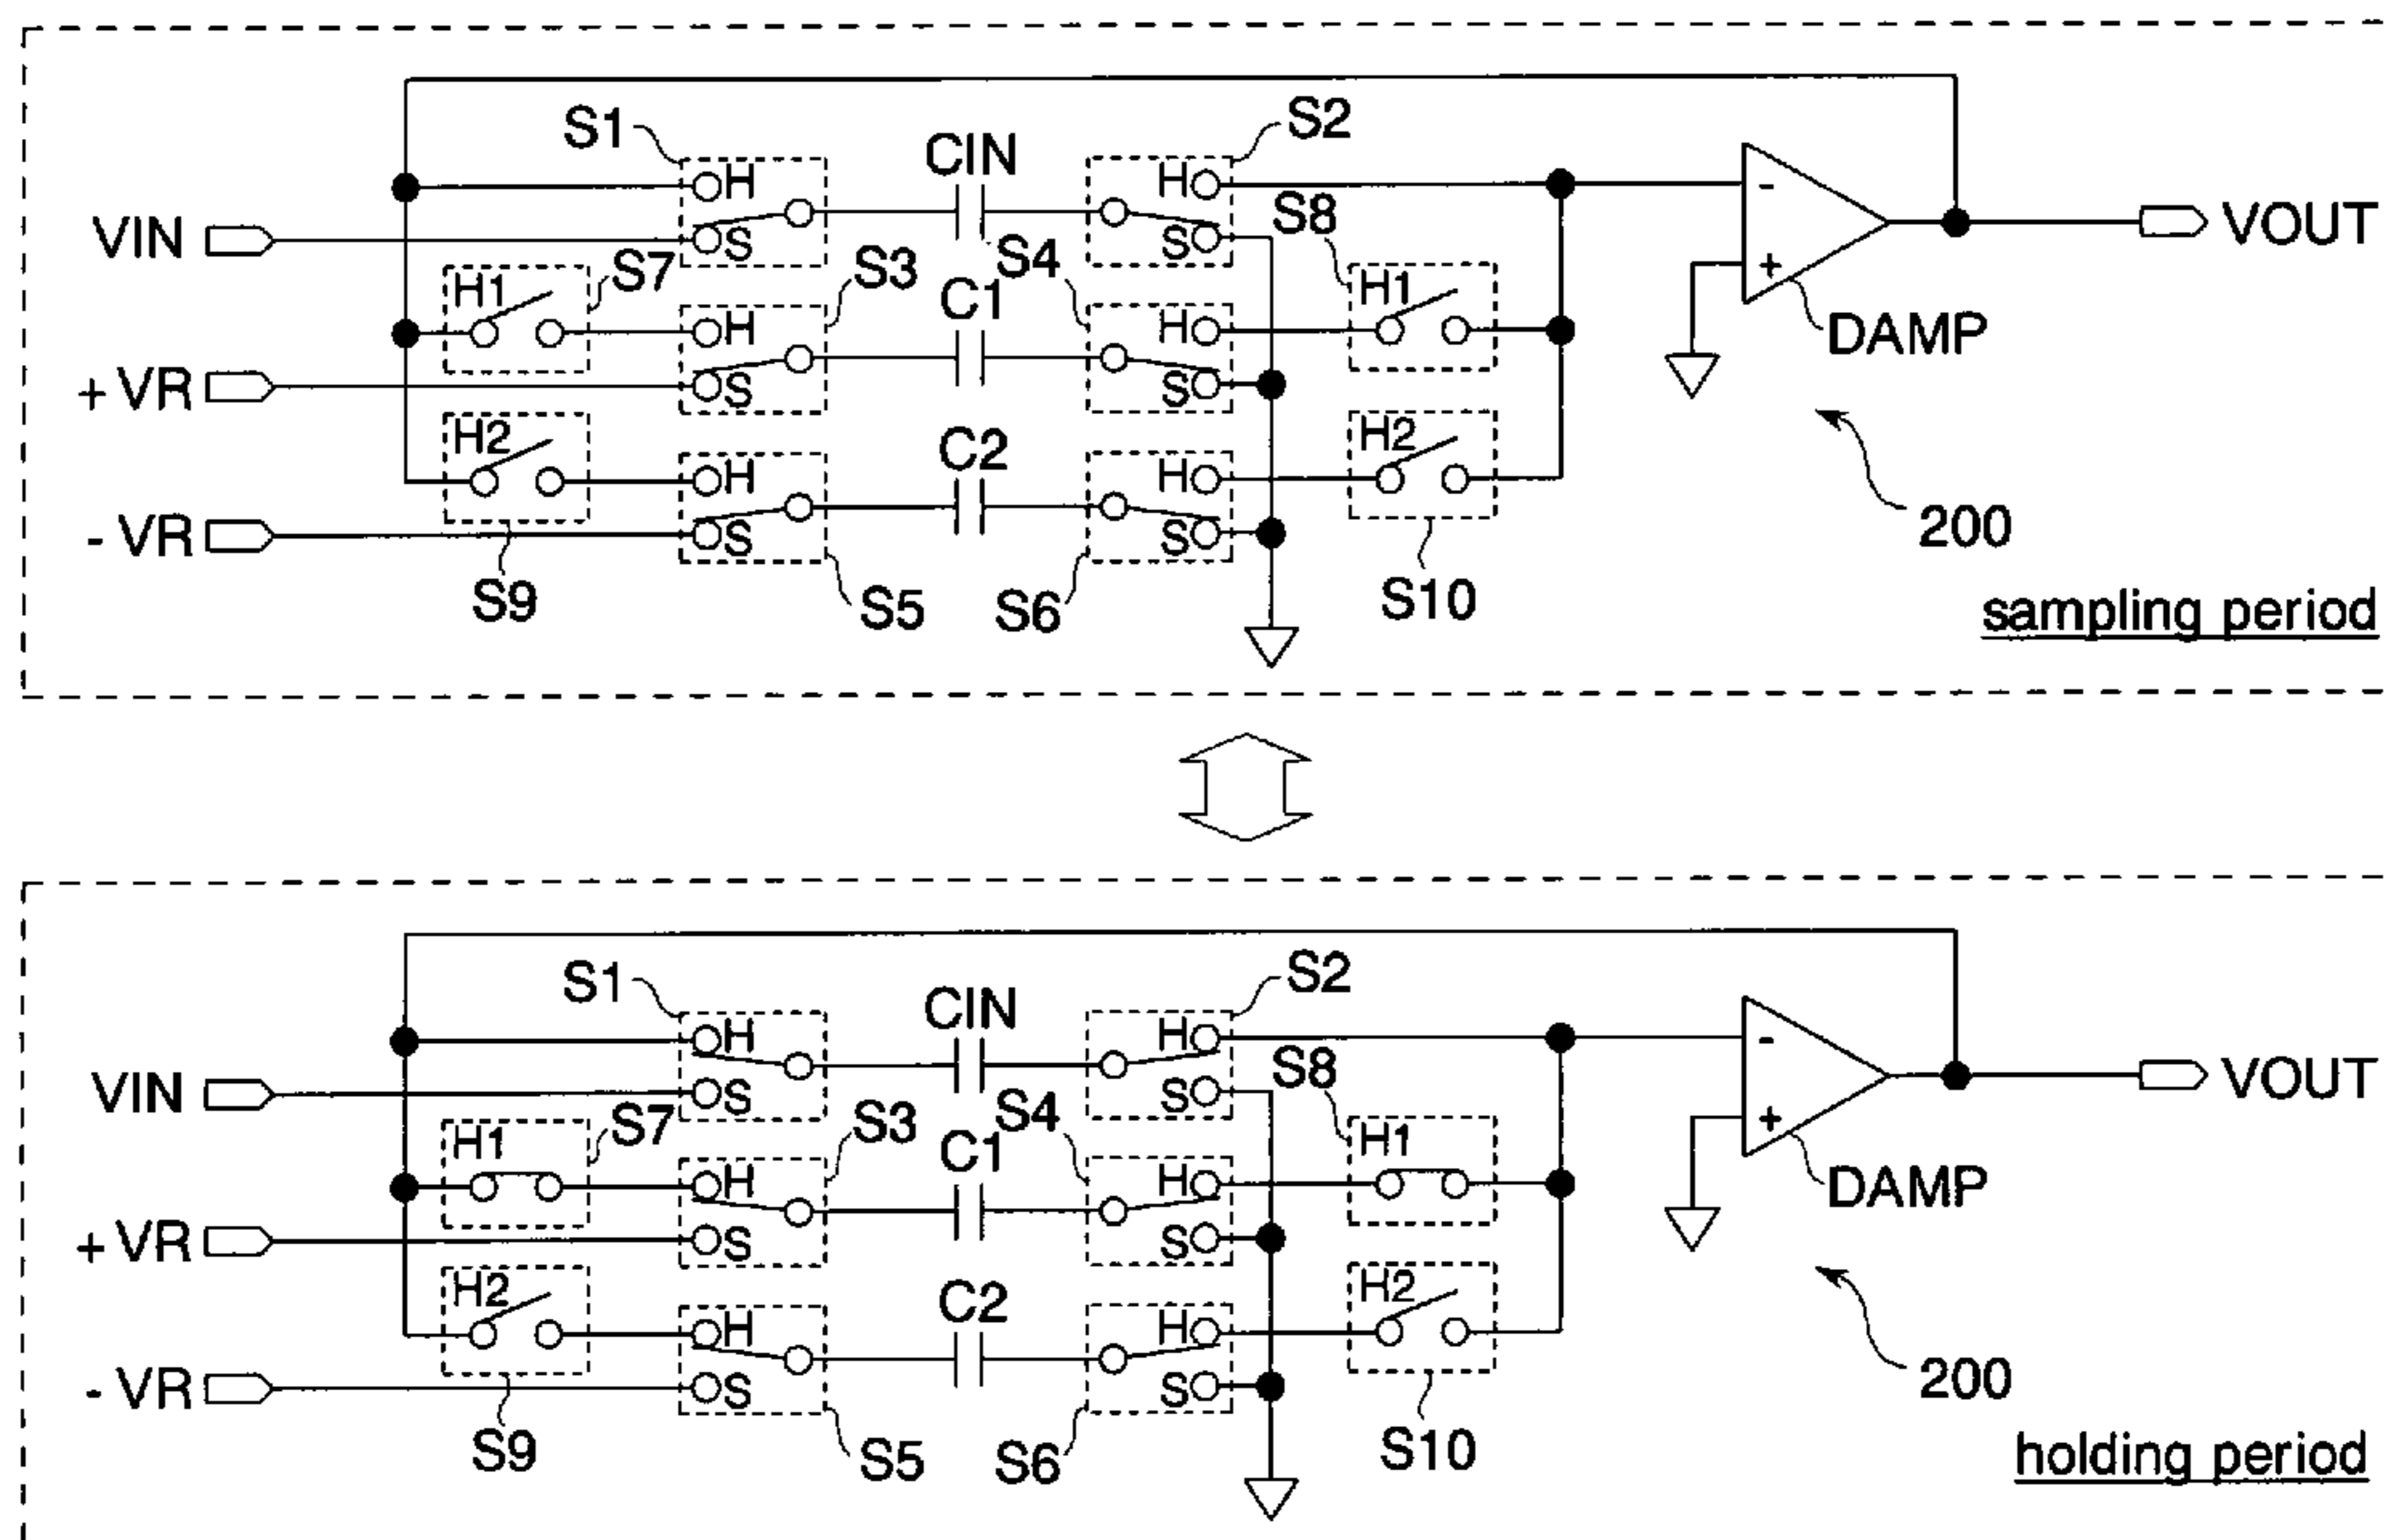 S1
CIN
S2
H
H
S8
VIN
S
S
-
VOUT
H1
S7
S3
C1
S4
H1
+
H
H
DAMP
+ VR
S
S
H2
C2
H2
H
H
- VR
S
S
200
S9
S5
S6
S10
sampling period
S1
CIN
S2
H
H
S8
VIN
S
S
-
VOUT
H1
S7
S3
C1
S4
H1
+
H
H
DAMP
+ VR
S
S
H2
C2
H2
H
H
- VR
S
S
200
S9
S5
S6
S10
holding period